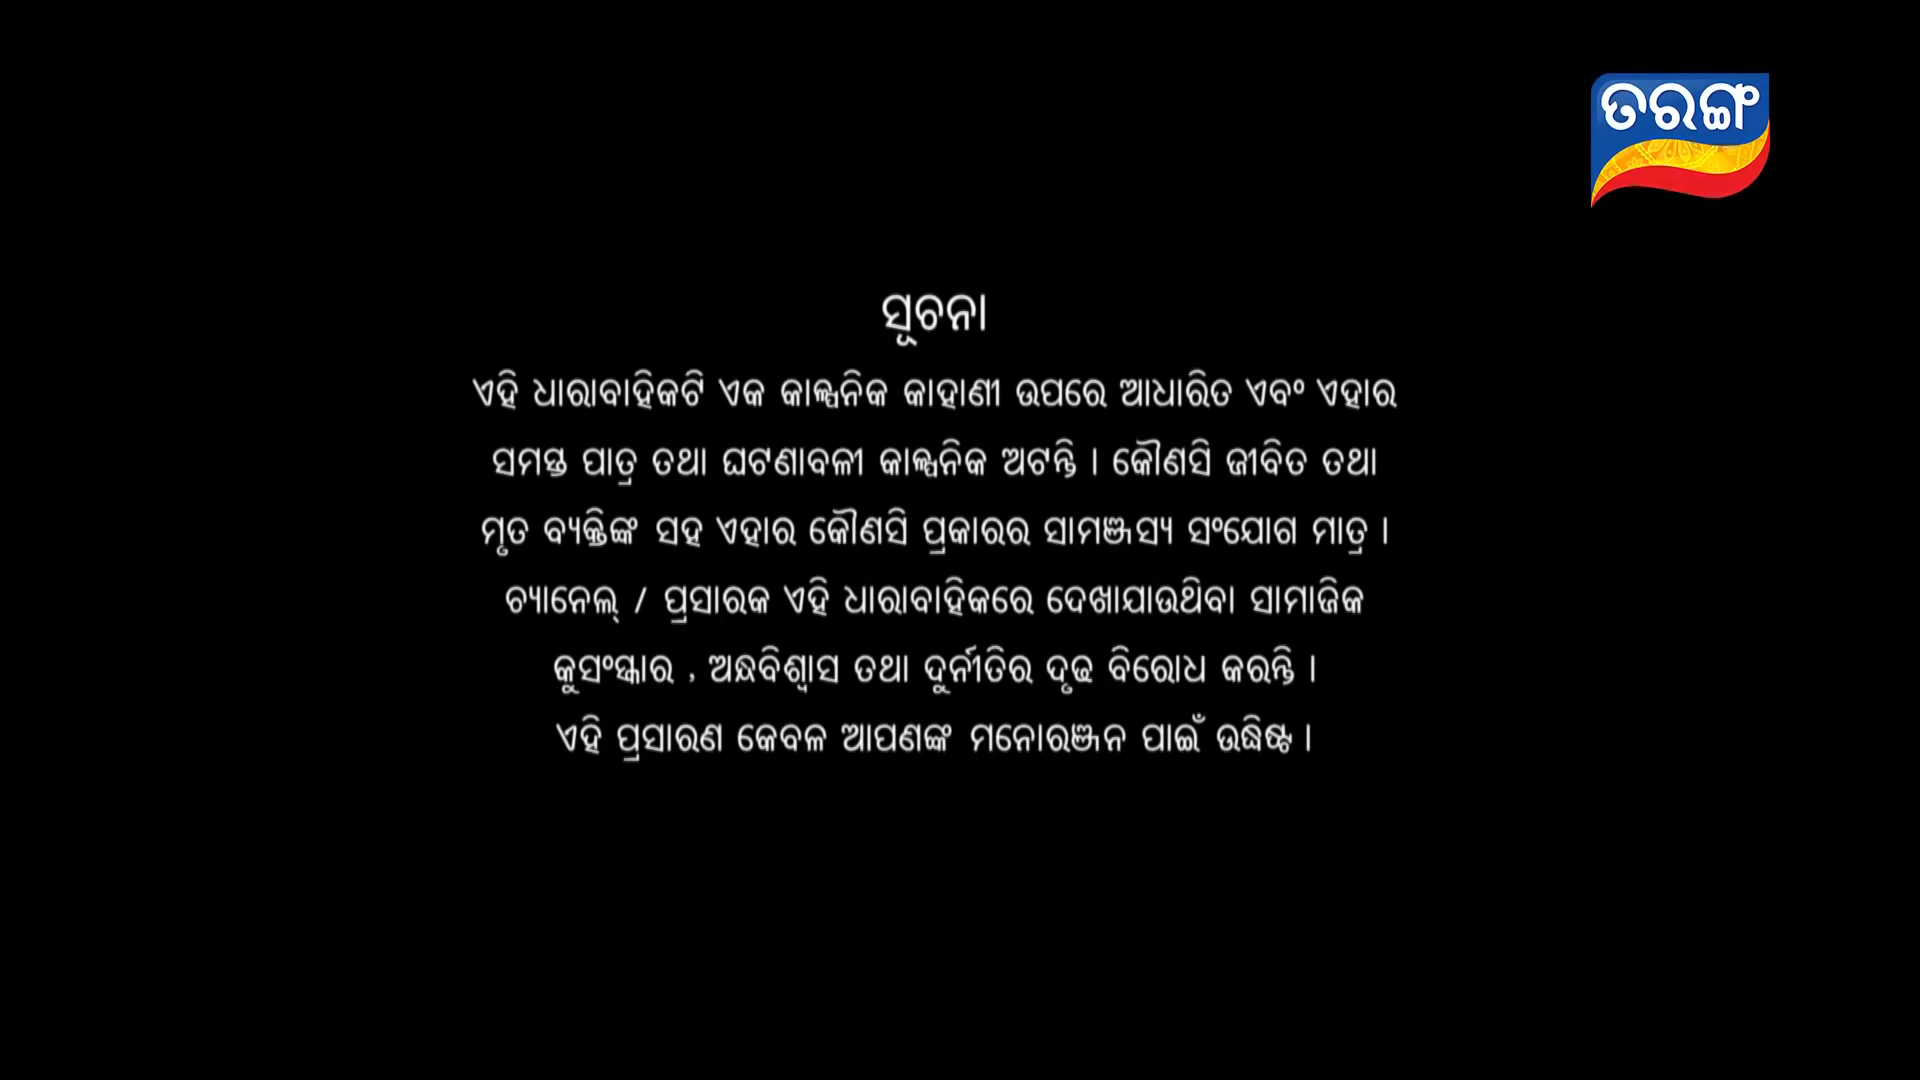 ତରଙ୍ଗ
ସୂଚନା
ଏହି ଧାରାବାହିକଟି ଏକ କାଳ୍ପନିକ କାହାଣୀ ଉପରେ ଆଧାରିତ ଏବଂ ଏହାର
ସମସ୍ତ ପାତ୍ର ତଥା ଘଟଣାବଳୀ କାଳ୍ପନିକ ଅଟନ୍ତି । କୌଣସି ଜୀବିତ ତଥା
ମୃତ ବ୍ୟକ୍ତିଙ୍କ ସହ ଏହାର କୌଣସି ପ୍ରକାରର ସାମଞ୍ଜସ୍ୟ ସଂଯୋଗ ମାତ୍ର ।
ଚ୍ୟାନେଲ୍ / ପ୍ରସାରକ ଏହି ଧାରାବାହିକରେ ଦେଖାଯାଉଥିବା ସାମାଜିକ
କୁସଂସ୍କାର , ଅନ୍ଧବିଶ୍ୱାସ ତଥା ଦୁର୍ନୀତିର ଦୃଢ ବିରୋଧ କରନ୍ତି ।
ଏହି ପ୍ରସାରଣ କେବଳ ଆପଣଙ୍କ ମନୋରଞ୍ଜନ ପାଇଁ ଉଦ୍ଧିଷ୍ଟ ।